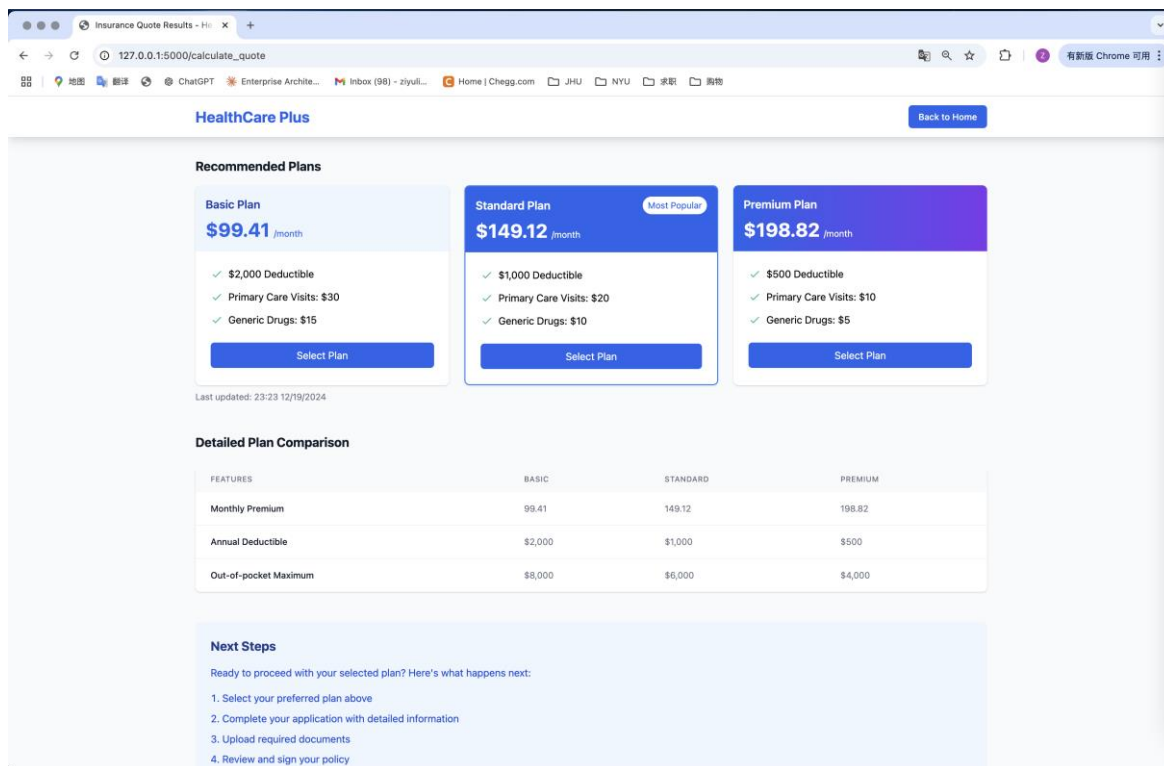 Insurance Quote Results - He
127.0.0.1:5000/calculate_quote
Z
有新版 Chrome 可用
地图
翻译
ChatGPT
Enterprise Archite...
Inbox (98) - ziyuli...
C
Home | Chegg.com
JHU
NYU
求职
购物
HealthCare Plus
Back to Home
Recommended Plans
Basic Plan
$99.41 /month
$2,000 Deductible
Primary Care Visits: $30
Generic Drugs: $15
Select Plan
Standard Plan
Most Popular
$149.12 /month
$1,000 Deductible
Primary Care Visits: $20
Generic Drugs: $10
Select Plan
Premium Plan
$198.82 /month
$500 Deductible
Primary Care Visits: $10
Generic Drugs: $5
Select Plan
Last updated: 23:23 12/19/2024
Detailed Plan Comparison
FEATURES BASIC STANDARD PREMIUM
Monthly Premium 99.41 149.12 198.82
Annual Deductible $2,000 $1,000 $500
Out-of-pocket Maximum $8,000 $6,000 $4,000
Next Steps
Ready to proceed with your selected plan? Here's what happens next:
1. Select your preferred plan above
2. Complete your application with detailed information
3. Upload required documents
4. Review and sign your policy